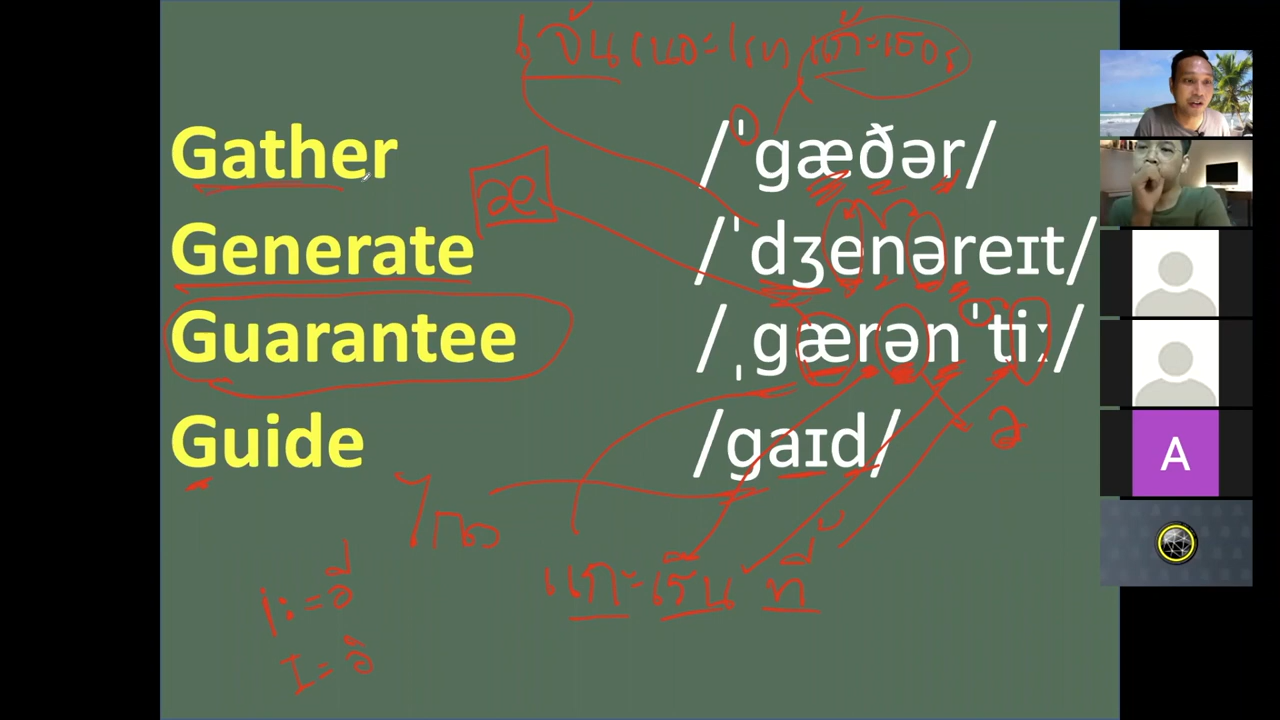 Gather /ˈgæðər/
æ
Generate /ˈdʒenəreɪt/
Guarantee /ˌgærənˈtiː/
ə
Guide /gaɪd/
ไกด
แกะ-เริน ที
i: = อี
I = อิ
A